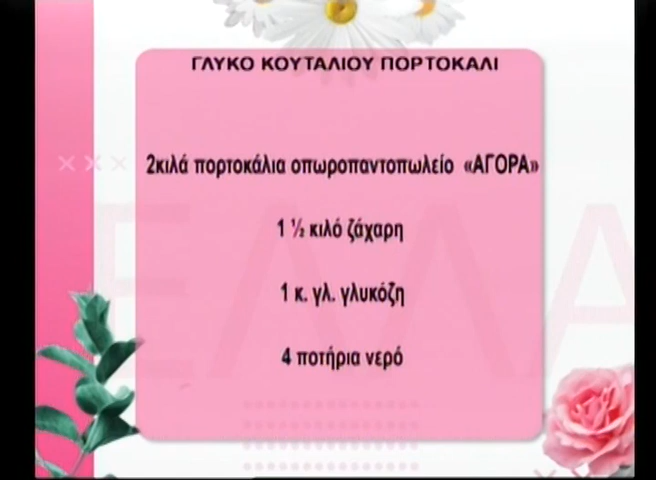 ΓΛΥΚΟ ΚΟΥΤΑΛΙΟΥ ΠΟΡΤΟΚΑΛΙ
2κιλά πορτοκάλια οπωροπαντοπωλείο «ΑΓΟΡΑ»
1 ½ κιλό ζάχαρη
1 κ. γλ. γλυκόζη
4 ποτήρια νερό